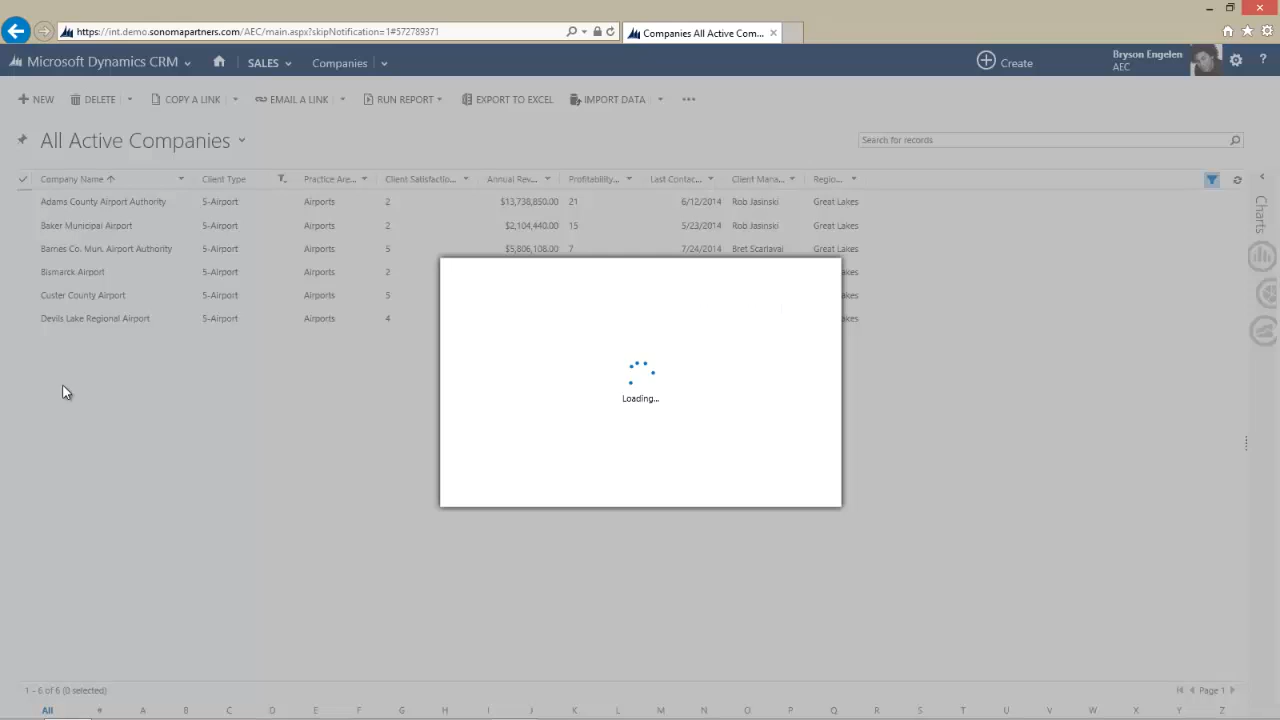 https://int.demo.sonomapartners.com/AEC/main.aspx?skipNotification=1#572789371
Companies All Active Com...
Microsoft Dynamics CRM
SALES
Companies
Create
Bryson Engelen
AEC
?
NEW
DELETE
COPY A LINK
EMAIL A LINK
RUN REPORT
EXPORT TO EXCEL
IMPORT DATA
All Active Companies
Search for records
Company Name Client Type Practice Are... Client Satisfactio... Annual Rev... Profitability... Last Contac... Client Mana... Regio...
Adams County Airport Authority 5-Airport Airports 2 $13,738,850.00 21 6/12/2014 Rob Jasinski Great Lakes
Baker Municipal Airport 5-Airport Airports 2 $2,104,440.00 15 5/23/2014 Rob Jasinski Great Lakes
Barnes Co. Mun. Airport Authority 5-Airport Airports 5 $5,806,108.00 7 7/24/2014 Bret Scarlavai Great Lakes
Bismarck Airport 5-Airport Airports 2 akes
Custer County Airport 5-Airport Airports 5 akes
Devils Lake Regional Airport 5-Airport Airports 4 akes
Charts
Loading...
1 - 6 of 6 (0 selected)
Page 1
All # A B C D E F G H I J K L M N O P Q R S T U V W X Y Z